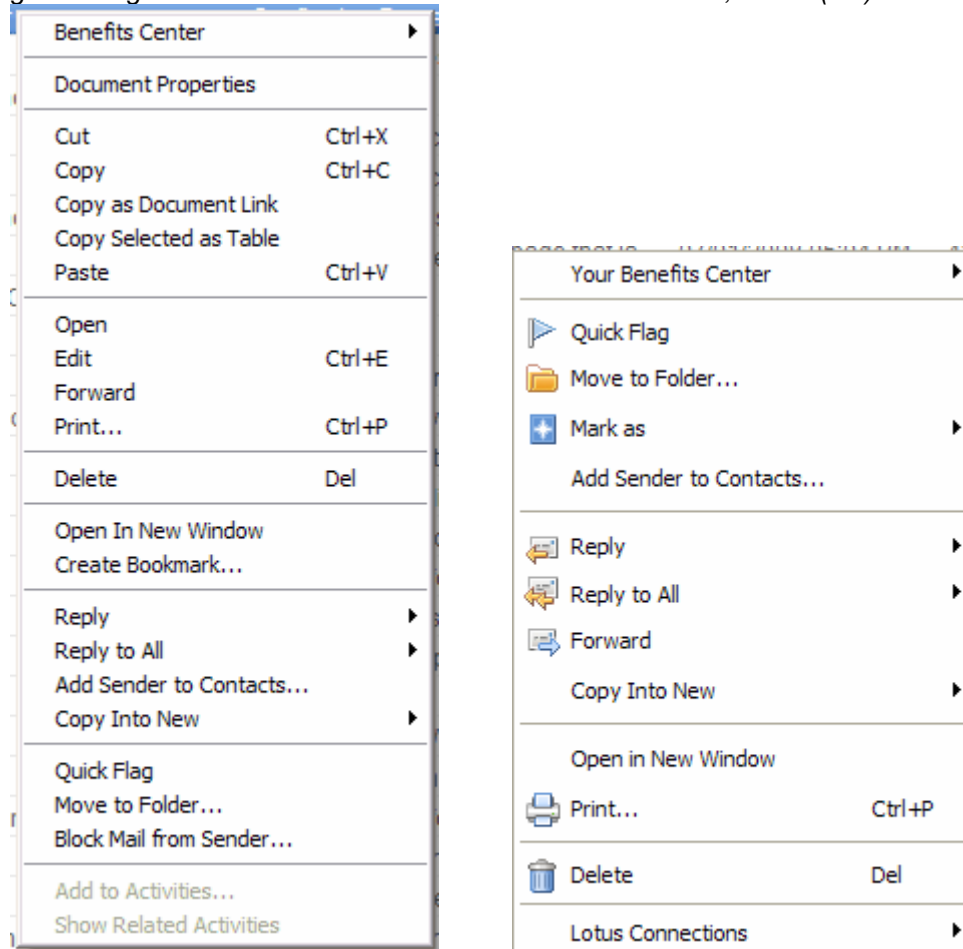 Benefits Center
Document Properties
Cut Ctrl+X
Copy Ctrl+C
Copy as Document Link
Copy Selected as Table
Paste Ctrl+V
Open
Edit Ctrl+E
Forward
Print... Ctrl+P
Delete Del
Open In New Window
Create Bookmark...
Reply
Reply to All
Add Sender to Contacts...
Copy Into New
Quick Flag
Move to Folder...
Block Mail from Sender...
Add to Activities...
Show Related Activities
Your Benefits Center
Quick Flag
Move to Folder...
Mark as
Add Sender to Contacts...
Reply
Reply to All
Forward
Copy Into New
Open in New Window
Print... Ctrl+P
Delete Del
Lotus Connections